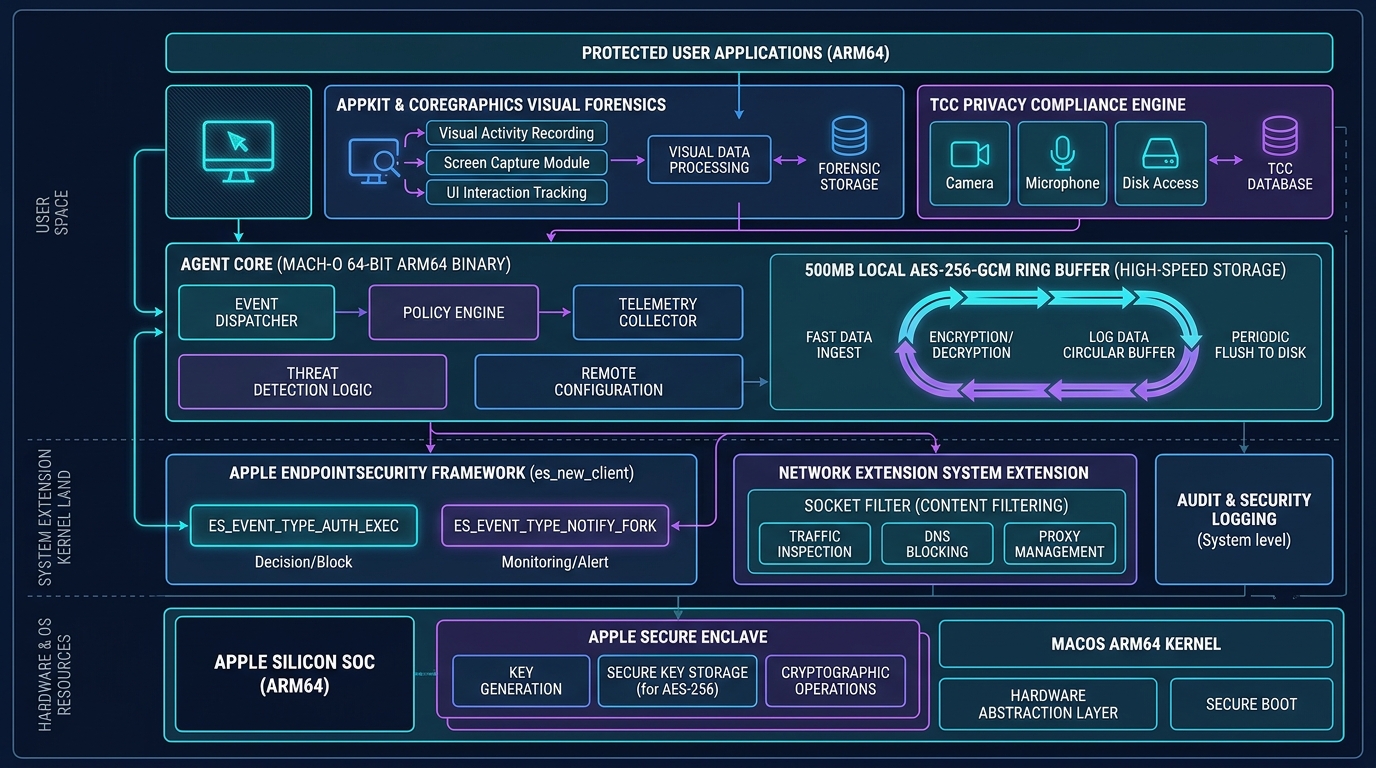 PROTECTED USER APPLICATIONS (ARM64)
USER
SPACE
APPKIT & COREGRAPHICS VISUAL FORENSICS
Visual Activity Recording
Screen Capture Module
UI Interaction Tracking
VISUAL DATA
PROCESSING
FORENSIC
STORAGE
TCC PRIVACY COMPLIANCE ENGINE
Camera
Microphone
Disk Access
TCC
DATABASE
AGENT CORE (MACH-O 64-BIT ARM64 BINARY)
EVENT
DISPATCHER
POLICY ENGINE
TELEMETRY
COLLECTOR
THREAT
DETECTION LOGIC
REMOTE
CONFIGURATION
500MB LOCAL AES-256-GCM RING BUFFER (HIGH-SPEED STORAGE)
FAST DATA
INGEST
ENCRYPTION/
DECRYPTION
LOG DATA
CIRCULAR BUFFER
PERIODIC
FLUSH TO DISK
SYSTEM EXTENSION
KERNEL LAND
APPLE ENDPOINTSECURITY FRAMEWORK (es_new_client)
ES_EVENT_TYPE_AUTH_EXEC
Decision/Block
ES_EVENT_TYPE_NOTIFY_FORK
Monitoring/Alert
NETWORK EXTENSION SYSTEM EXTENSION
SOCKET FILTER (CONTENT FILTERING)
TRAFFIC
INSPECTION
DNS
BLOCKING
PROXY
MANAGEMENT
AUDIT & SECURITY
LOGGING
(System level)
HARDWARE & OS
RESOURCES
APPLE SILICON SOC
(ARM64)
APPLE SECURE ENCLAVE
KEY
GENERATION
SECURE KEY STORAGE
(for AES-256)
CRYPTOGRAPHIC
OPERATIONS
MACOS ARM64 KERNEL
HARDWARE
ABSTRACTION LAYER
SECURE BOOT